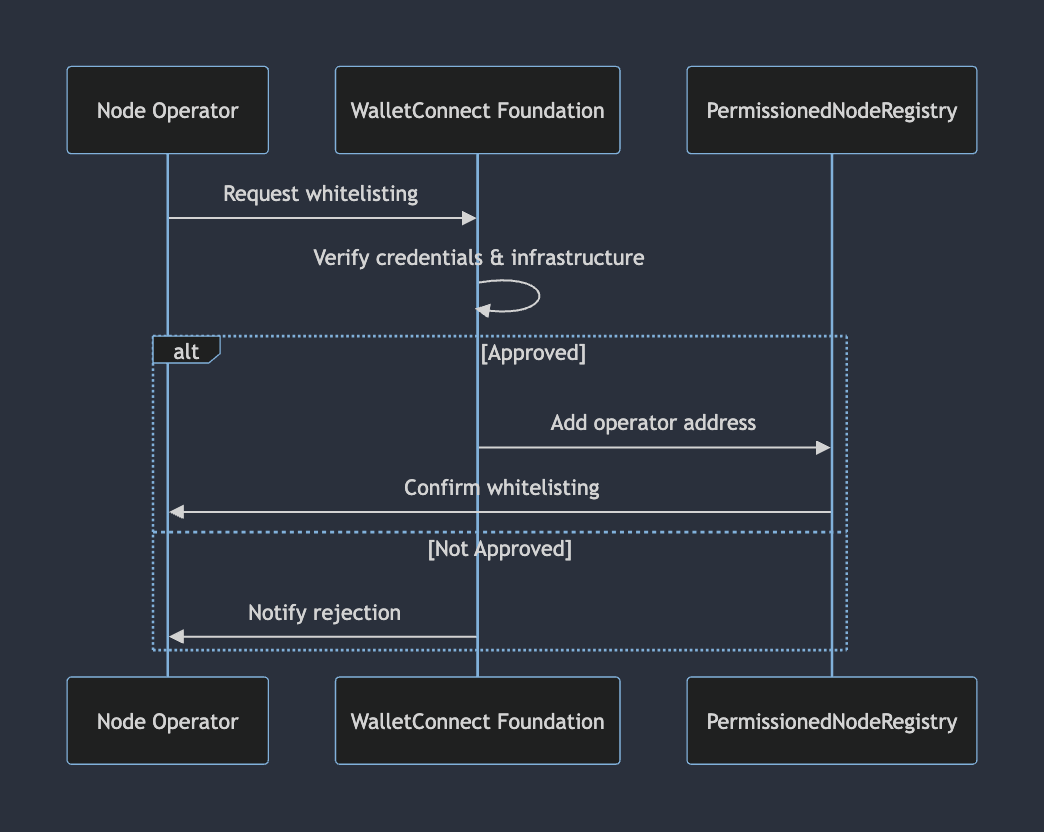 Node Operator
WalletConnect Foundation
PermissionedNodeRegistry
Request whitelisting
Verify credentials & infrastructure
alt
[Approved]
Add operator address
Confirm whitelisting
[Not Approved]
Notify rejection
Node Operator
WalletConnect Foundation
PermissionedNodeRegistry